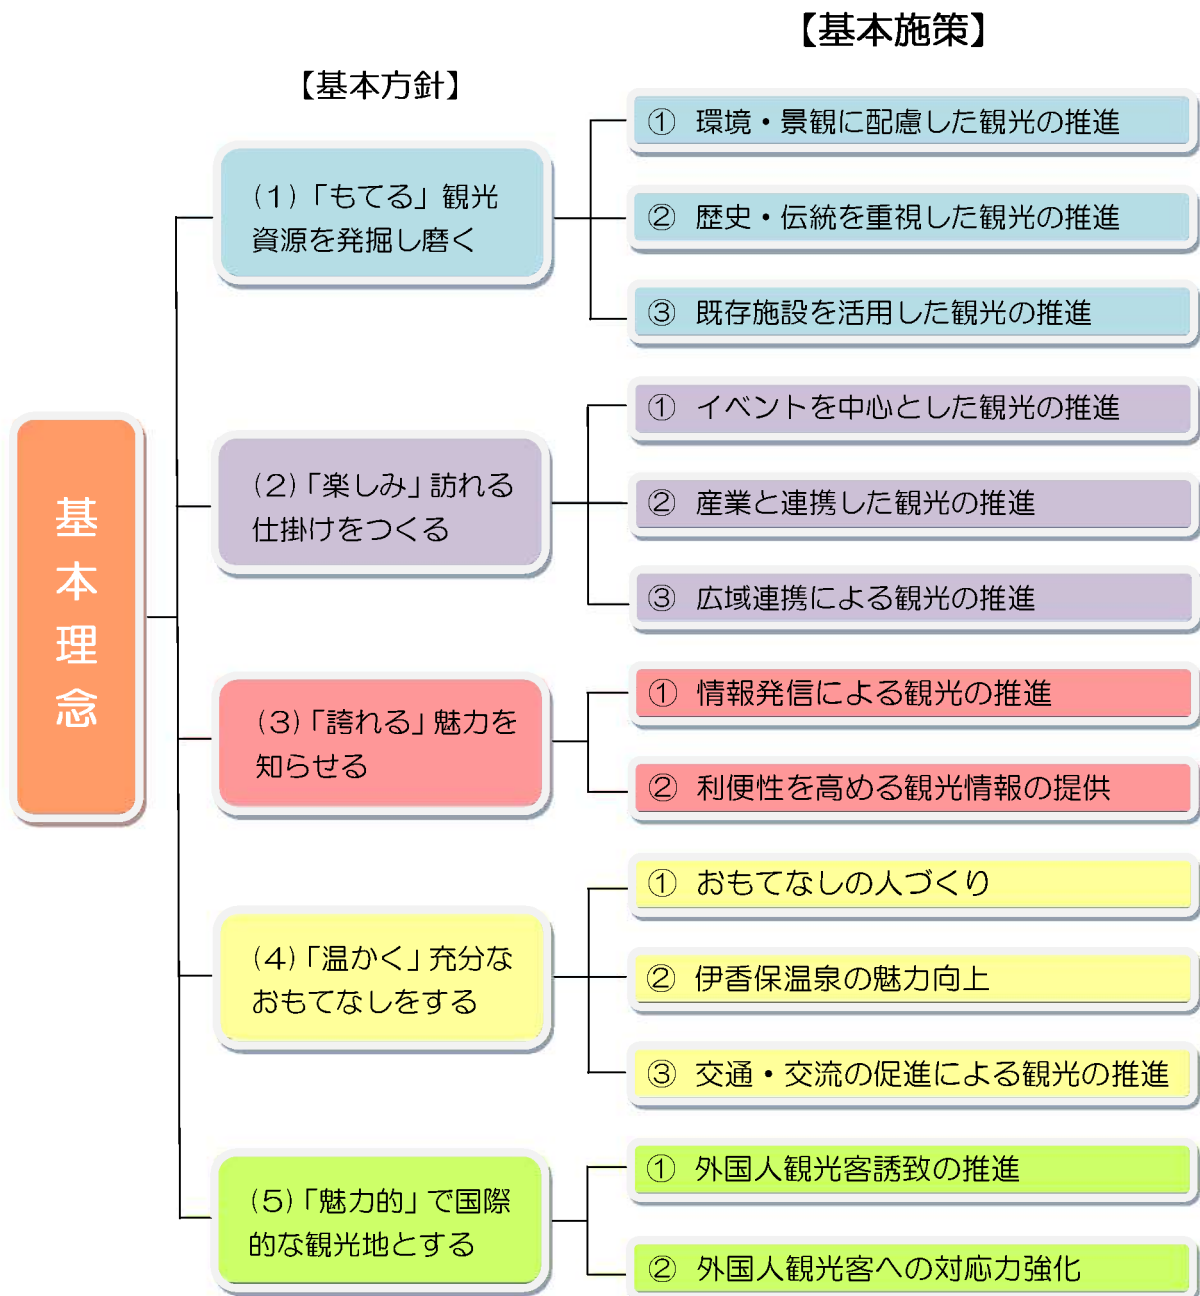 【基本施策】
【基本方針】
基本理念
(1)「もてる」観光
資源を発掘し磨く
① 環境・景観に配慮した観光の推進
② 歴史・伝統を重視した観光の推進
③ 既存施設を活用した観光の推進
(2)「楽しみ」訪れる
仕掛けをつくる
① イベントを中心とした観光の推進
② 産業と連携した観光の推進
③ 広域連携による観光の推進
(3)「誇れる」魅力を
知らせる
① 情報発信による観光の推進
② 利便性を高める観光情報の提供
(4)「温かく」充分な
おもてなしをする
① おもてなしの人づくり
② 伊香保温泉の魅力向上
③ 交通・交流の促進による観光の推進
(5)「魅力的」で国際
的な観光地とする
① 外国人観光客誘致の推進
② 外国人観光客への対応力強化